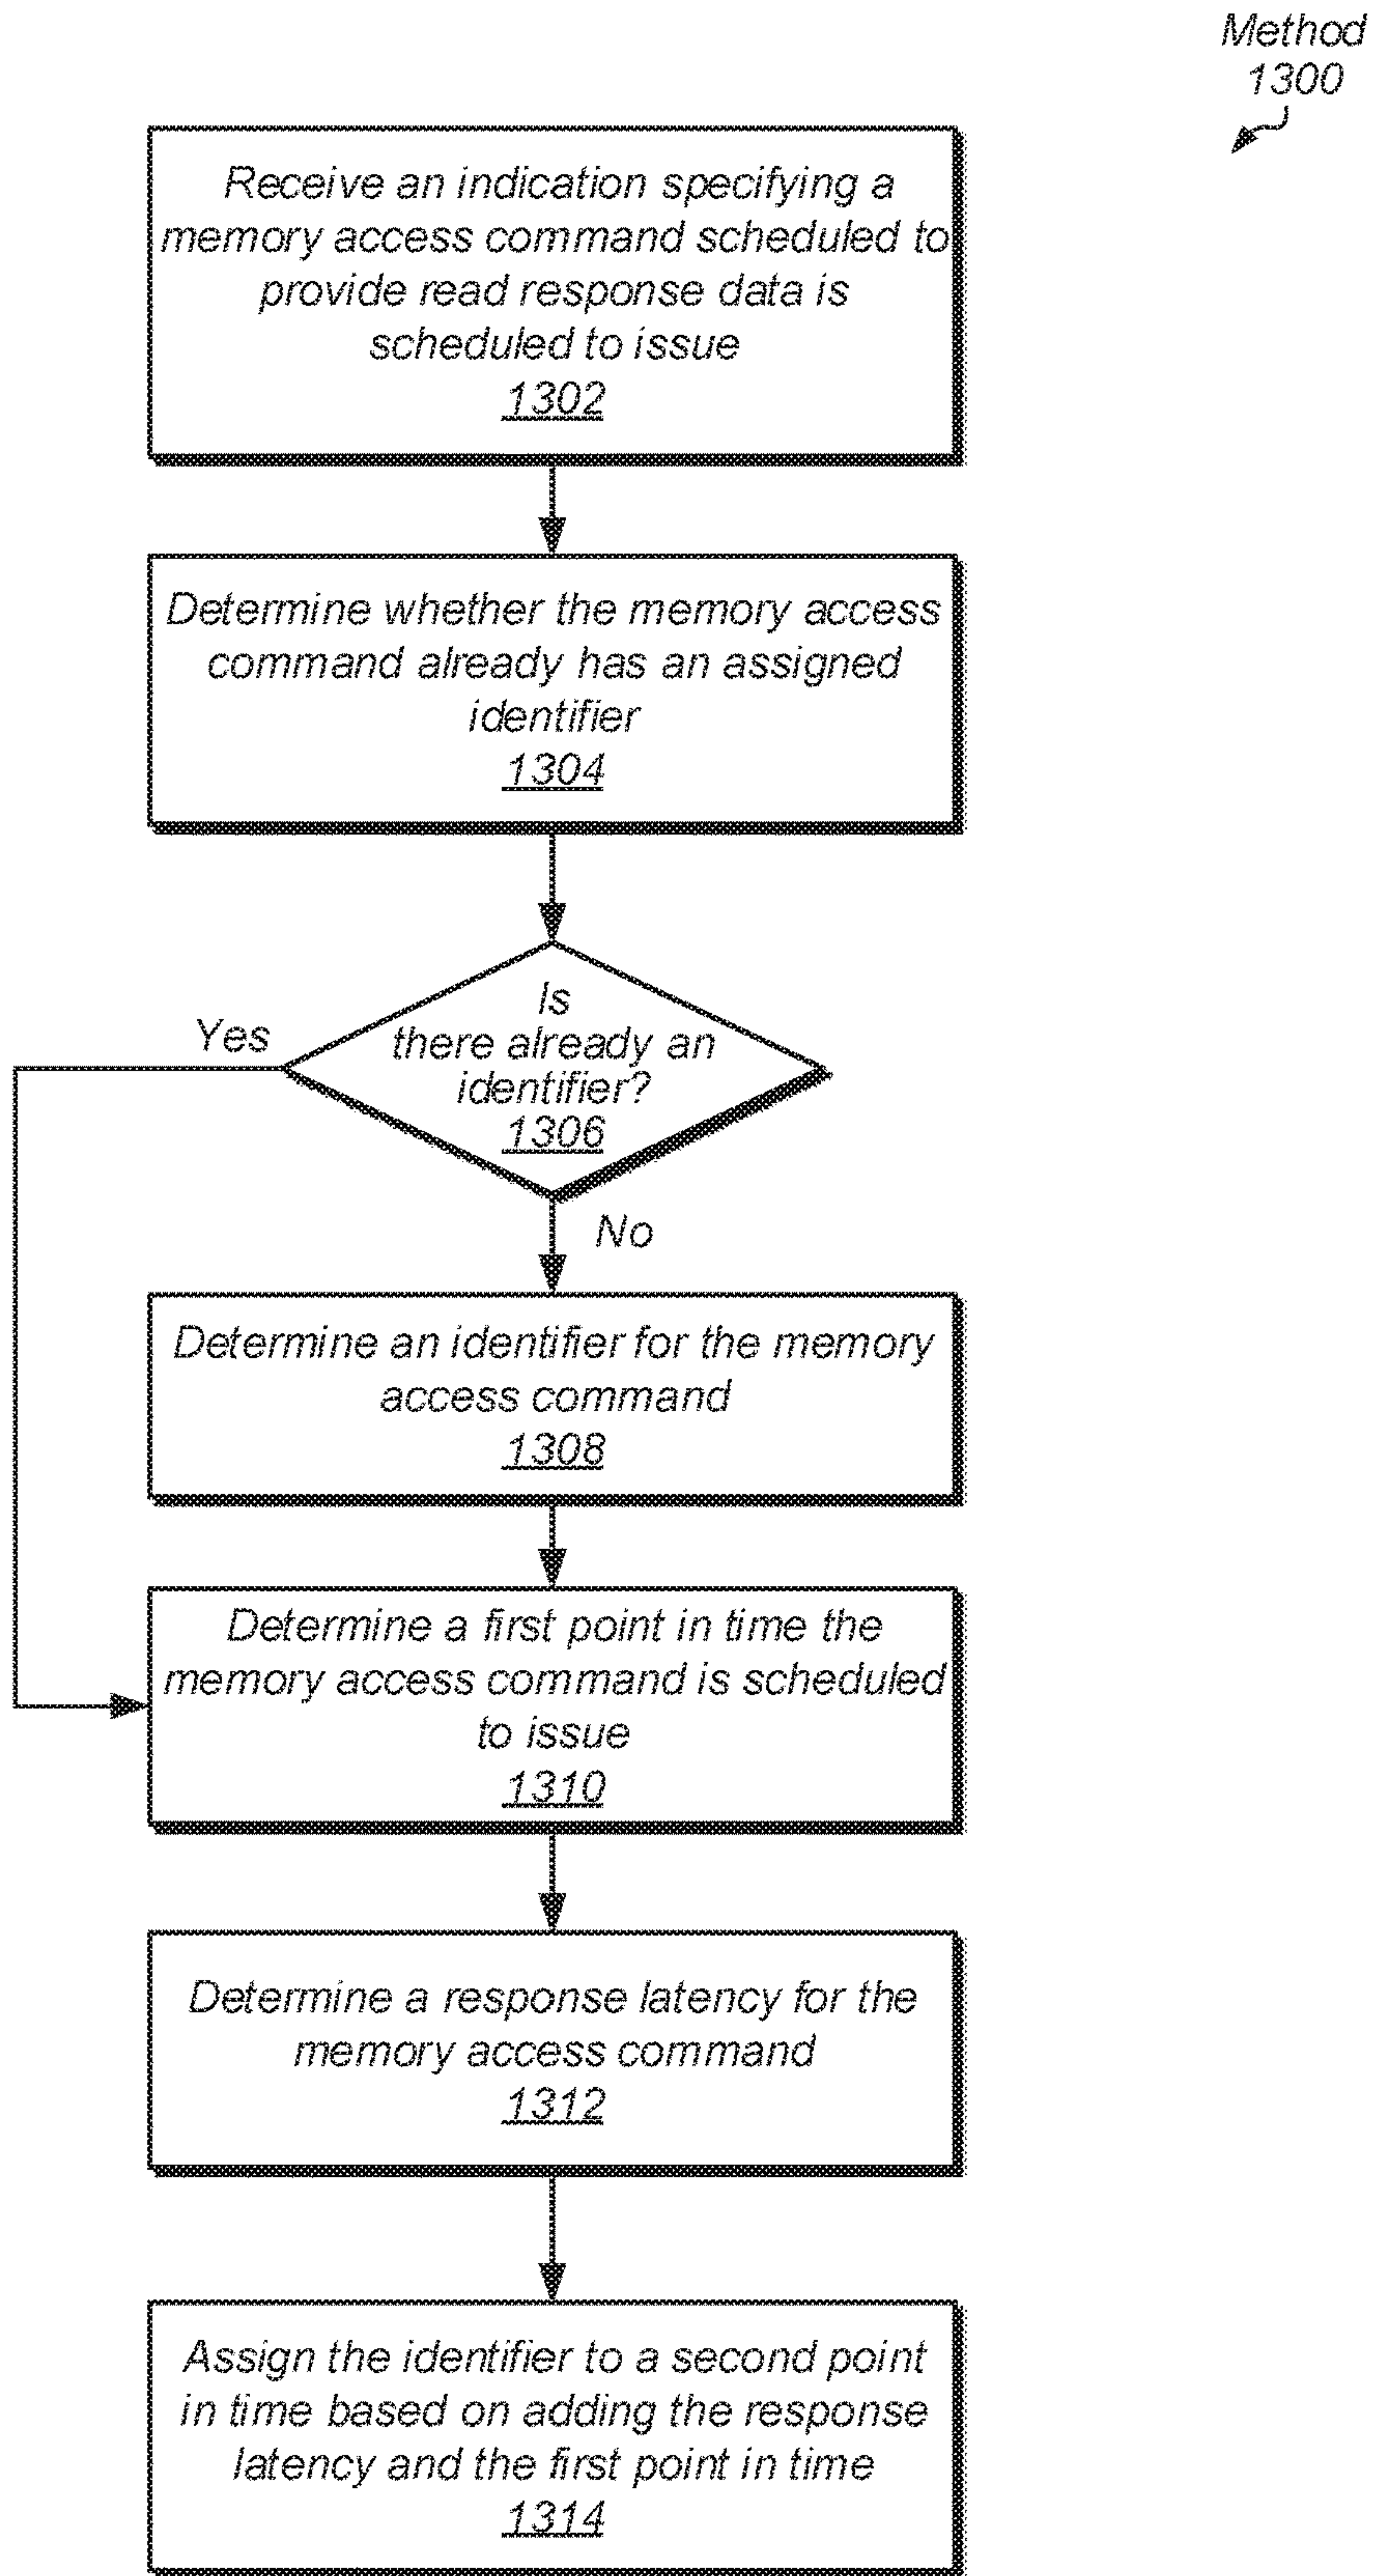 Method
1300
Receive an indication specifying a
memory access command scheduled to
provide read response data is
scheduled to issue
1302
Determine whether the memory access
command already has an assigned
identifier
1304
Is
there already an
identifier?
1306
Yes
No
Determine an identifier for the memory
access command
1308
Determine a first point in time the
memory access command is scheduled
to issue
1310
Determine a response latency for the
memory access command
1312
Assign the identifier to a second point
in time based on adding the response
latency and the first point in time
1314